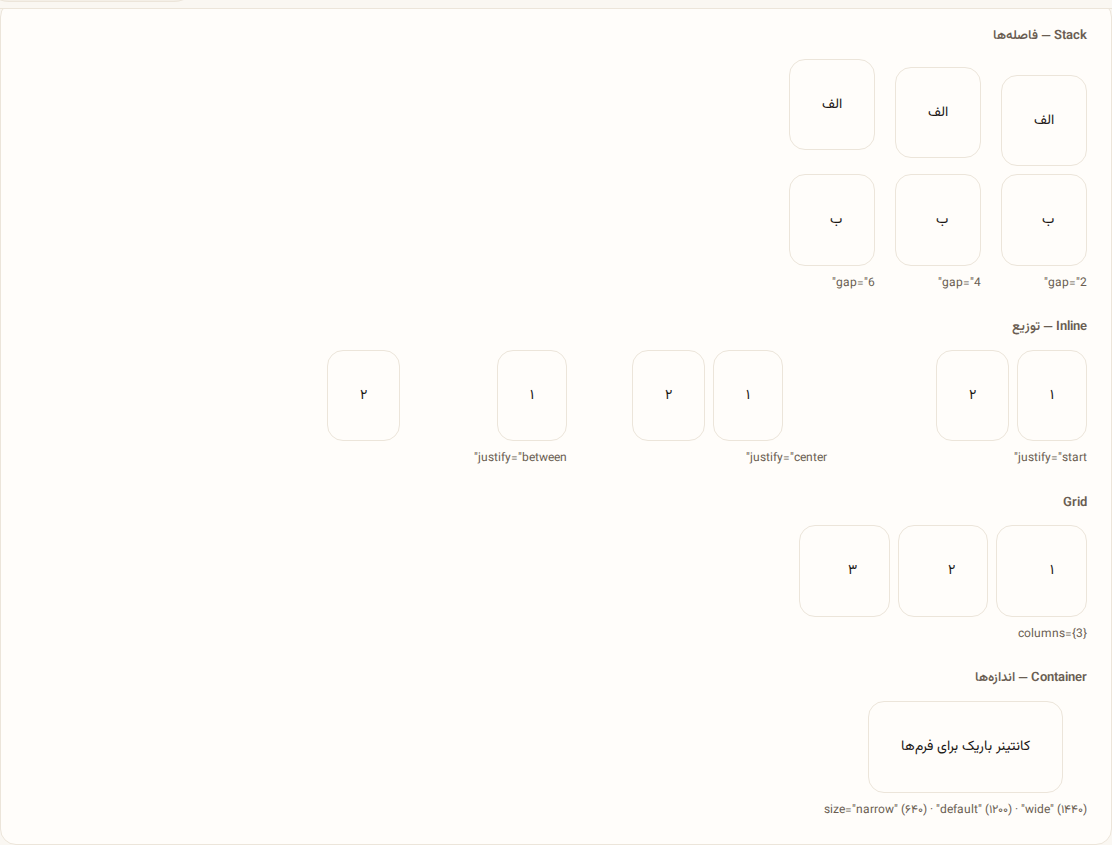 Stack — فاصله‌ها
الف
الف
الف
ب
ب
ب
"gap="2
"gap="4
"gap="6
Inline — توزیع
۱
۲
۱
۲
۱
۲
"justify="start
"justify="center
"justify="between
Grid
۱
۲
۳
columns={3}
Container — اندازه‌ها
کانتینر باریک برای فرم‌ها
size="narrow" (۶۴۰) · "default" (۱۲۰۰) · "wide" (۱۴۴۰)